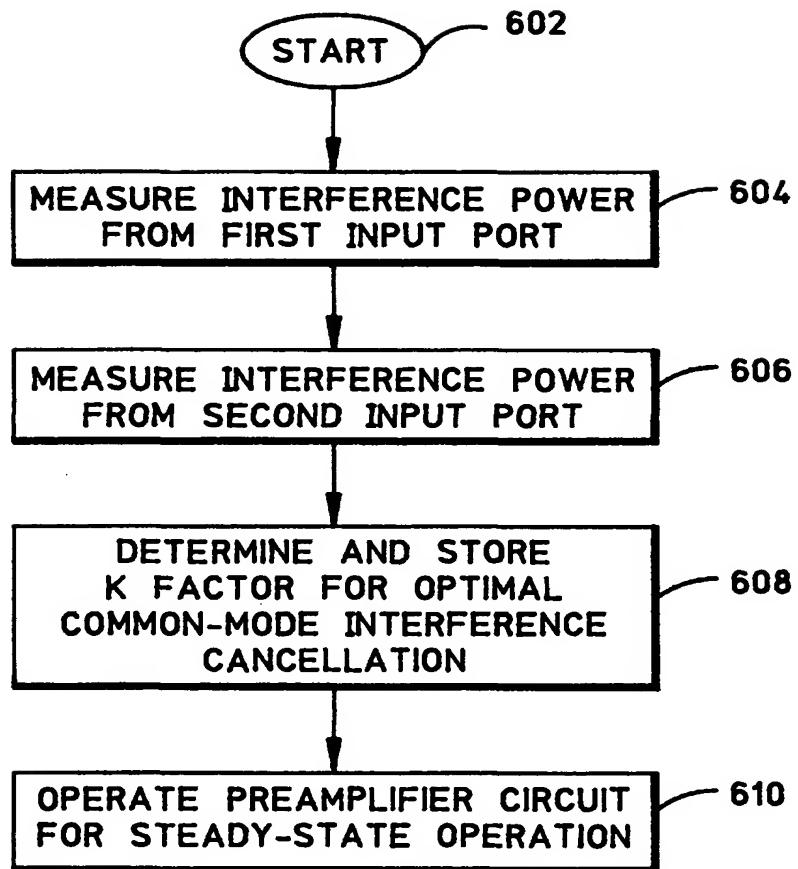 START
602
MEASURE INTERFERENCE POWER
FROM FIRST INPUT PORT
604
MEASURE INTERFERENCE POWER
FROM SECOND INPUT PORT
606
DETERMINE AND STORE
K FACTOR FOR OPTIMAL
COMMON-MODE INTERFERENCE
CANCELLATION
608
OPERATE PREAMPLIFIER CIRCUIT
FOR STEADY-STATE OPERATION
610